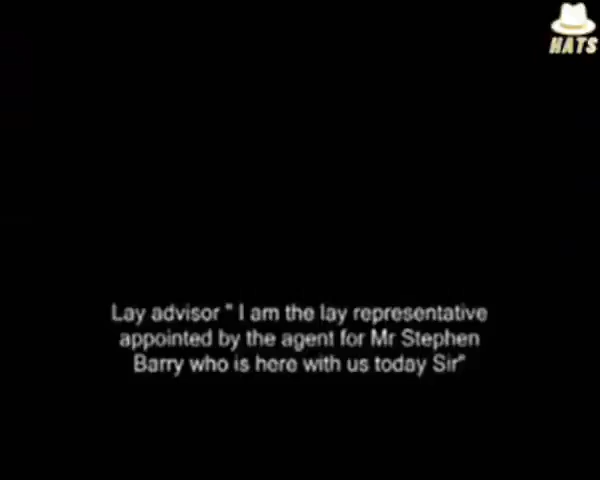 HATS
Lay advisor " I am the lay representative
appointed by the agent for Mr Stephen
Barry who is here with us today Sir"